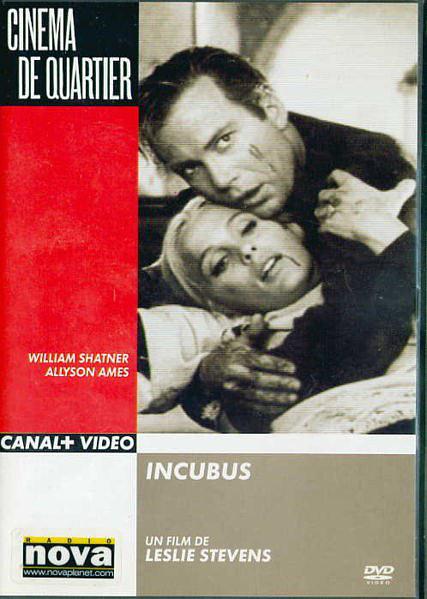 CINEMA
DE QUARTIER
WILLIAM SHATNER
ALLYSON AMES
CANAL+ VIDEO
INCUBUS
UN FILM DE
LESLIE STEVENS
RADIO
nova
www.novaplanet.com
DVD
VIDEO